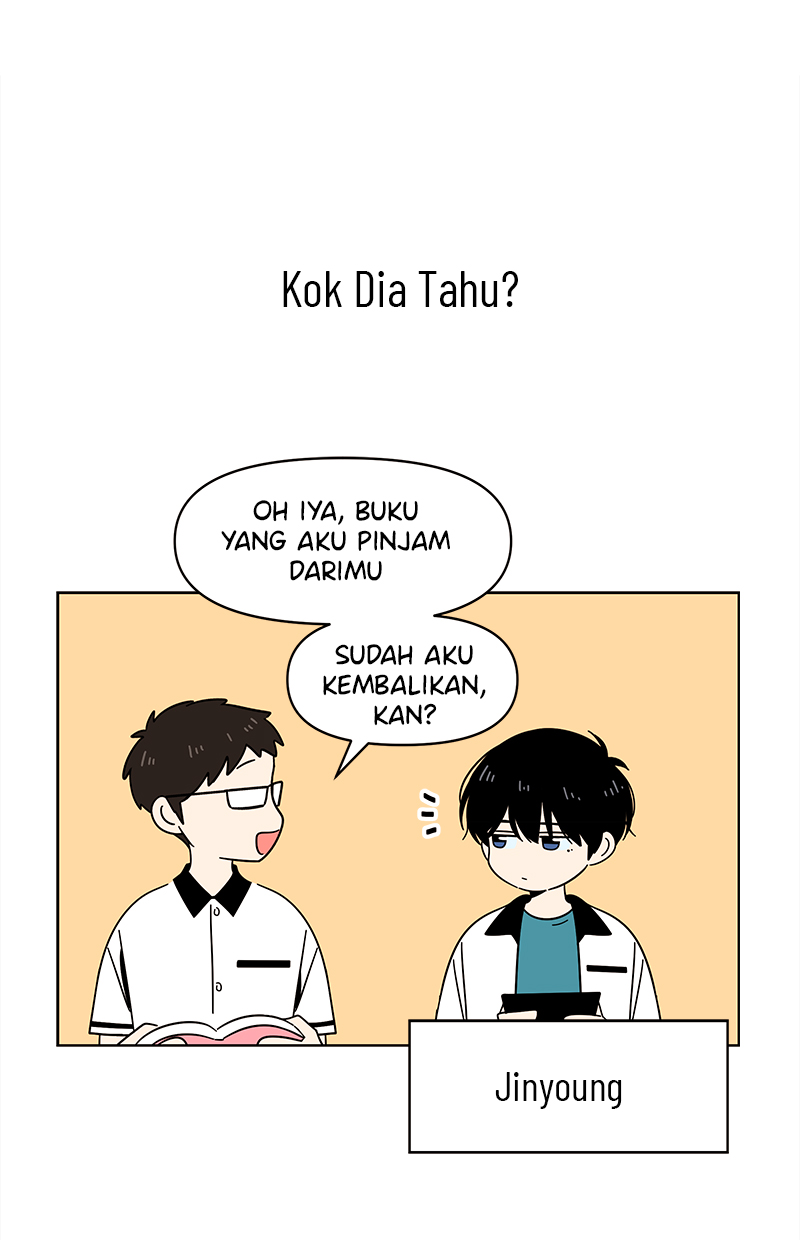 Kok Dia Tahu?
OH IYA, BUKU
YANG AKU PINJAM
DARIMU
SUDAH AKU
KEMBALIKAN,
KAN?
Jinyoung